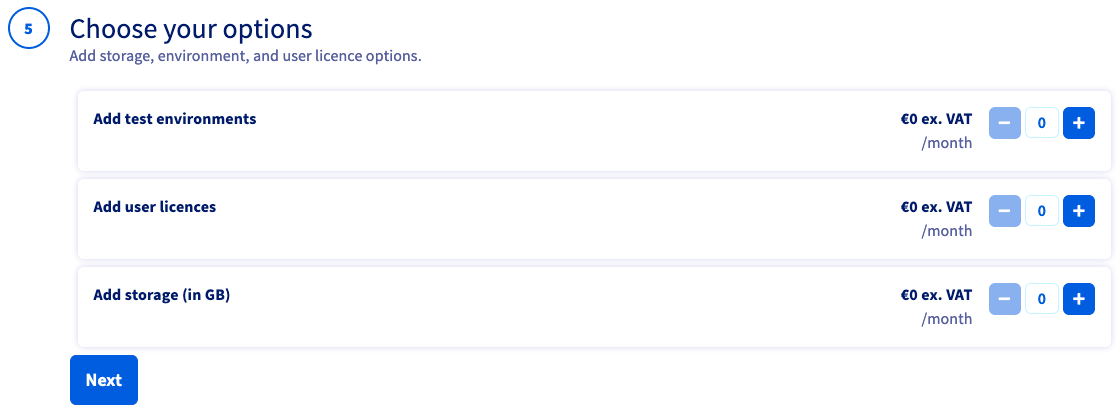 5
Choose your options
Add storage, environment, and user licence options.
Add test environments
€0 ex. VAT
/month
− 0 +
Add user licences
€0 ex. VAT
/month
− 0 +
Add storage (in GB)
€0 ex. VAT
/month
− 0 +
Next